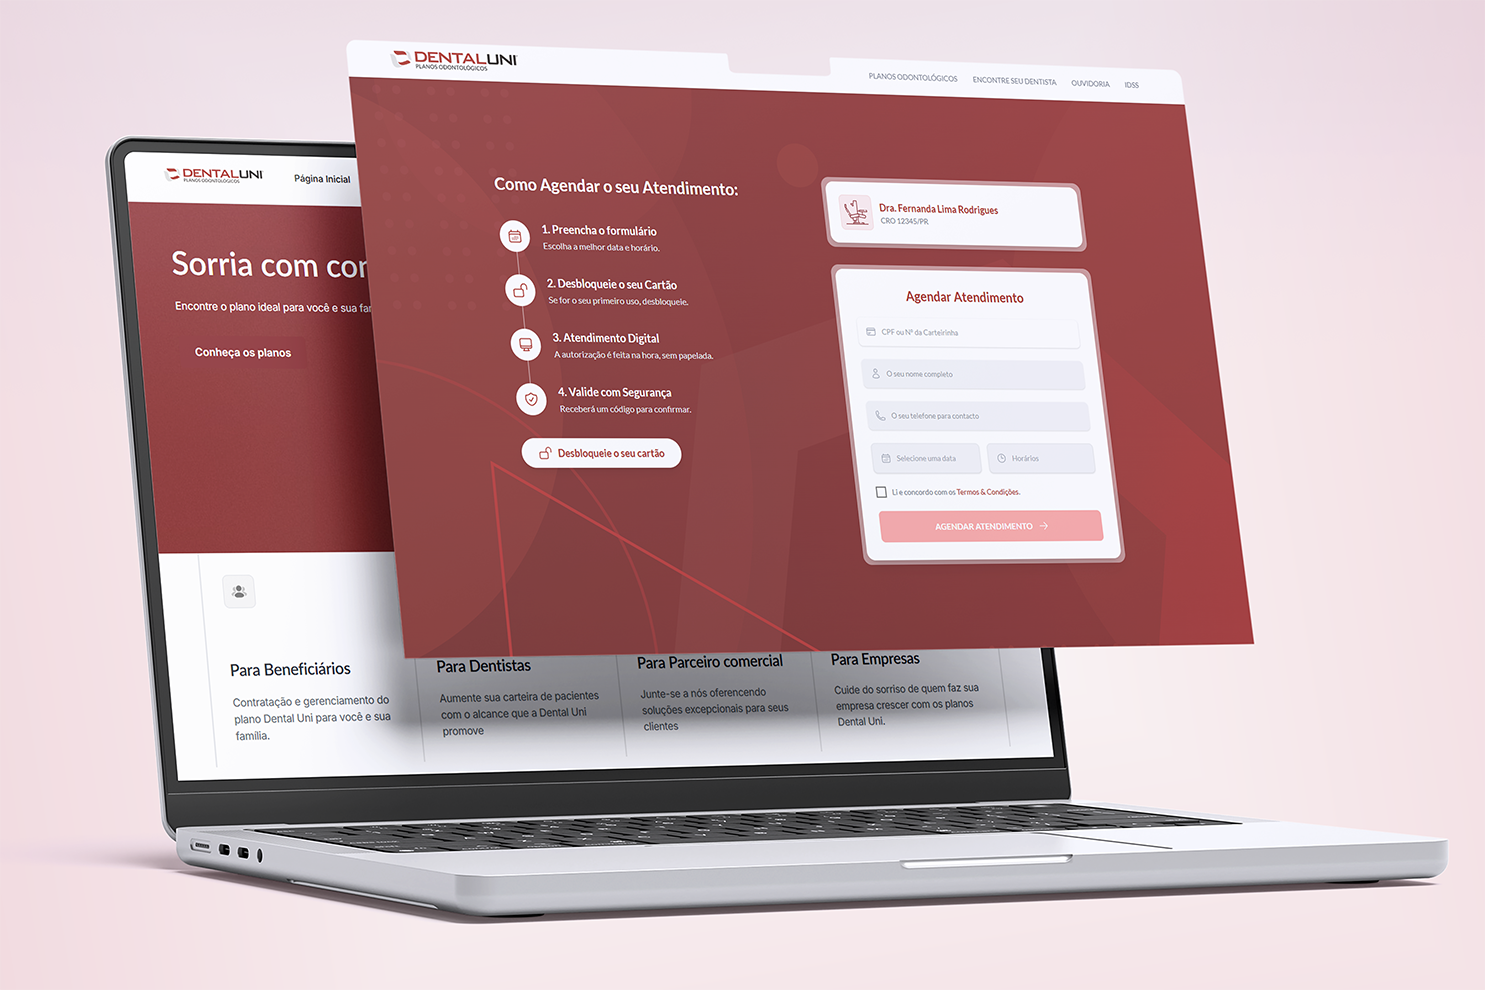 DENTALUNI
PLANOS ODONTOLÓGICOS
PLANOS ODONTOLÓGICOS
ENCONTRE SEU DENTISTA
OUVIDORIA
IDSS
Como Agendar o seu Atendimento:
1. Preencha o formulário
Escolha a melhor data e horário.
2. Desbloqueie o seu Cartão
Se for o seu primeiro uso, desbloqueie.
3. Atendimento Digital
A autorização é feita na hora, sem papelada.
4. Valide com Segurança
Receberá um código para confirmar.
Desbloqueie o seu cartão
Dra. Fernanda Lima Rodrigues
CRO 12345/PR
Agendar Atendimento
CPF ou Nº da Carteirinha
O seu nome completo
O seu telefone para contacto
Selecione uma data
Horários
Li e concordo com os Termos & Condições.
AGENDAR ATENDIMENTO →
DENTALUNI
PLANOS ODONTOLÓGICOS
Página Inicial
Sorria com
Encontre o plano ideal para você e sua
Conheça os planos
Para Beneficiários
Contratação e gerenciamento do
plano Dental Uni para você e sua
família.
Para Dentistas
Aumente sua carteira de pacientes
com o alcance que a Dental Uni
promove
Para Parceiro comercial
Junte-se a nós oferencendo
soluções excepcionais para seus
clientes
Para Empresas
Cuide do sorriso de quem faz sua
empresa crescer com os planos
Dental Uni.